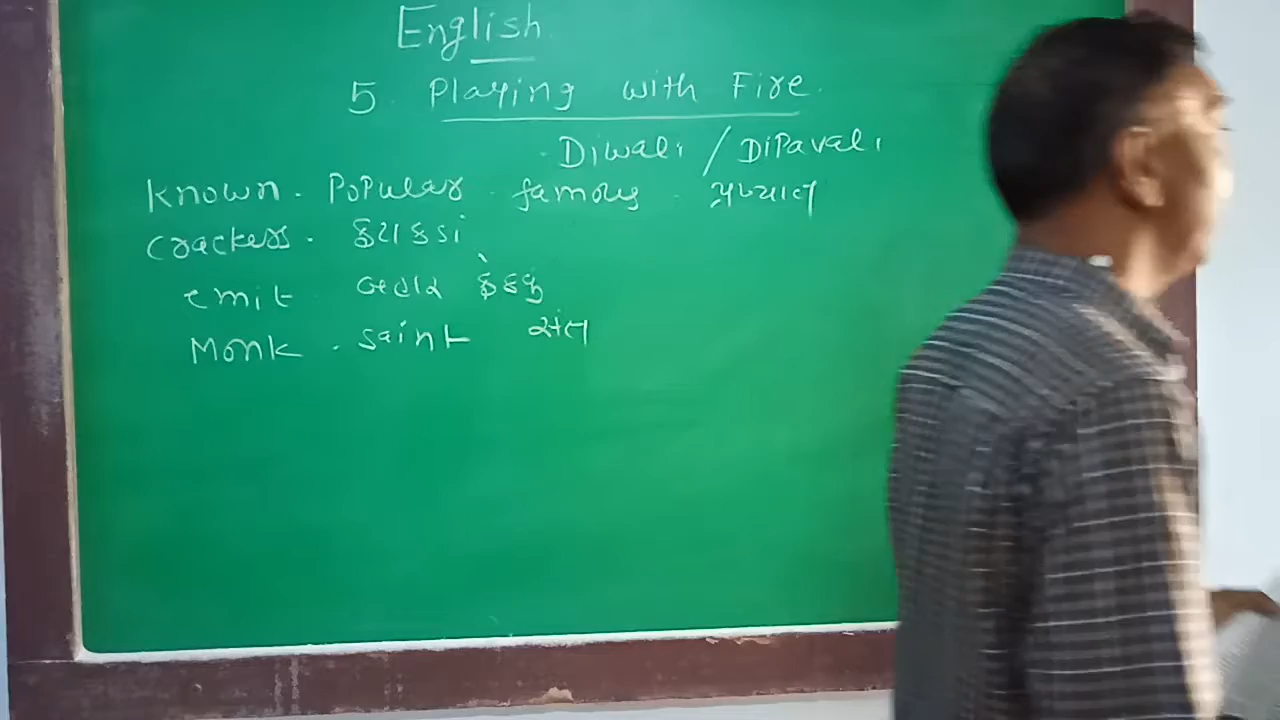 English
5. Playing with Fire.
Diwali / Dipavali
Known. Popular. famous. પ્રખ્યાત
Crackers. ફટાકડાં
emit બહાર ફેંકવુ
Monk. saint સંત